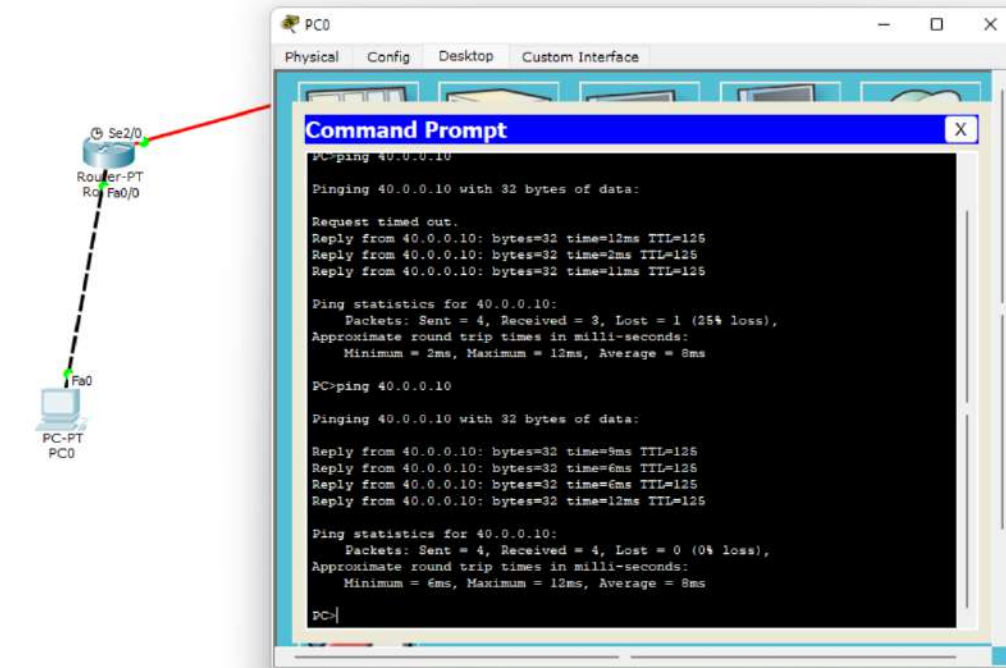 PC0
Physical Config Desktop Custom Interface
Command Prompt
X
PC>ping 40.0.0.10
Pinging 40.0.0.10 with 32 bytes of data:
Request timed out.
Reply from 40.0.0.10: bytes=32 time=12ms TTL=125
Reply from 40.0.0.10: bytes=32 time=2ms TTL=125
Reply from 40.0.0.10: bytes=32 time=11ms TTL=125
Ping statistics for 40.0.0.10:
Packets: Sent = 4, Received = 3, Lost = 1 (25% loss),
Approximate round trip times in milli-seconds:
Minimum = 2ms, Maximum = 12ms, Average = 8ms
PC>ping 40.0.0.10
Pinging 40.0.0.10 with 32 bytes of data:
Reply from 40.0.0.10: bytes=32 time=9ms TTL=125
Reply from 40.0.0.10: bytes=32 time=6ms TTL=125
Reply from 40.0.0.10: bytes=32 time=6ms TTL=125
Reply from 40.0.0.10: bytes=32 time=12ms TTL=125
Ping statistics for 40.0.0.10:
Packets: Sent = 4, Received = 4, Lost = 0 (0% loss),
Approximate round trip times in milli-seconds:
Minimum = 6ms, Maximum = 12ms, Average = 8ms
PC>
Se2/0
Router-PT
Fa0/0
Fa0
PC-PT
PC0